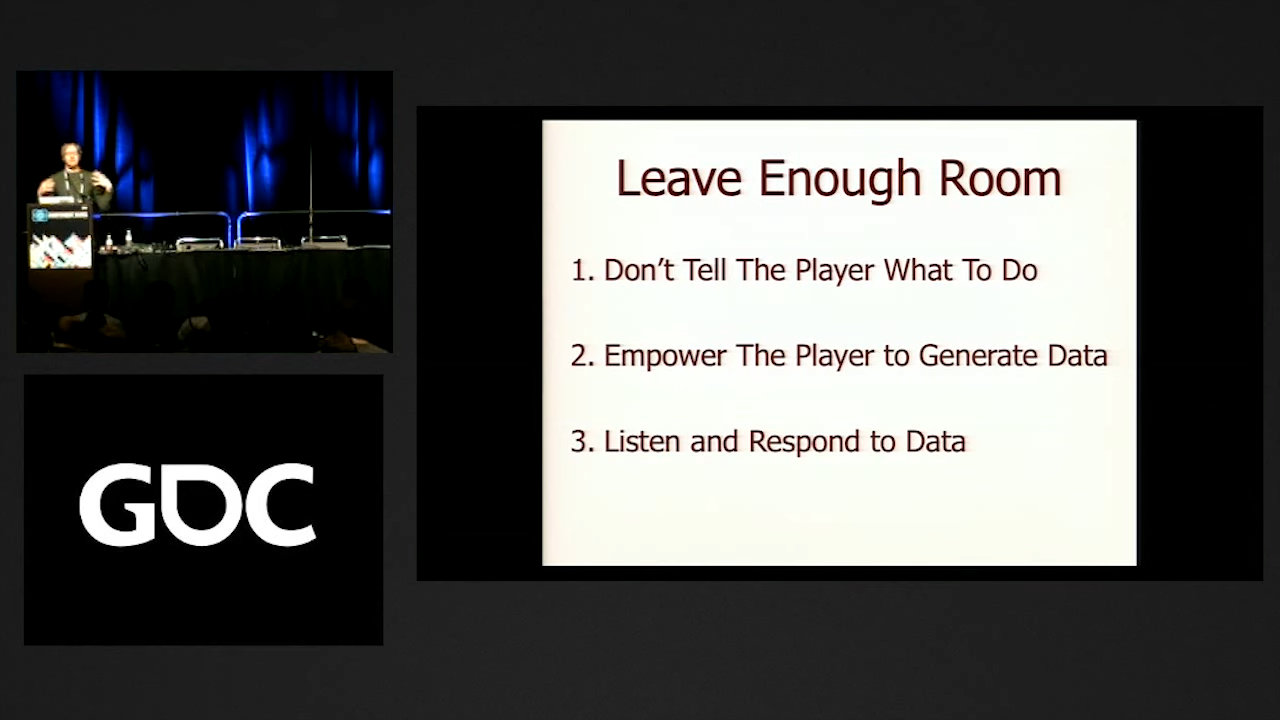 GDC
Leave Enough Room
1. Don't Tell The Player What To Do
2. Empower The Player to Generate Data
3. Listen and Respond to Data